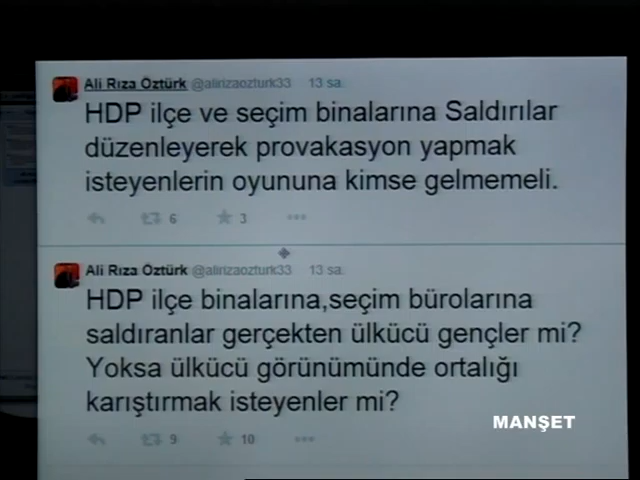 Ali Rıza Öztürk @alirizaozturk33 13 sa.
HDP ilçe ve seçim binalarına Saldırılar
düzenleyerek provakasyon yapmak
isteyenlerin oyununa kimse gelmemeli.
6 3
Ali Rıza Öztürk @alirizaozturk33 13 sa.
HDP ilçe binalarına,seçim bürolarına
saldıranlar gerçekten ülkücü gençler mi?
Yoksa ülkücü görünümünde ortalığı
karıştırmak isteyenler mi?
9 10
MANŞET